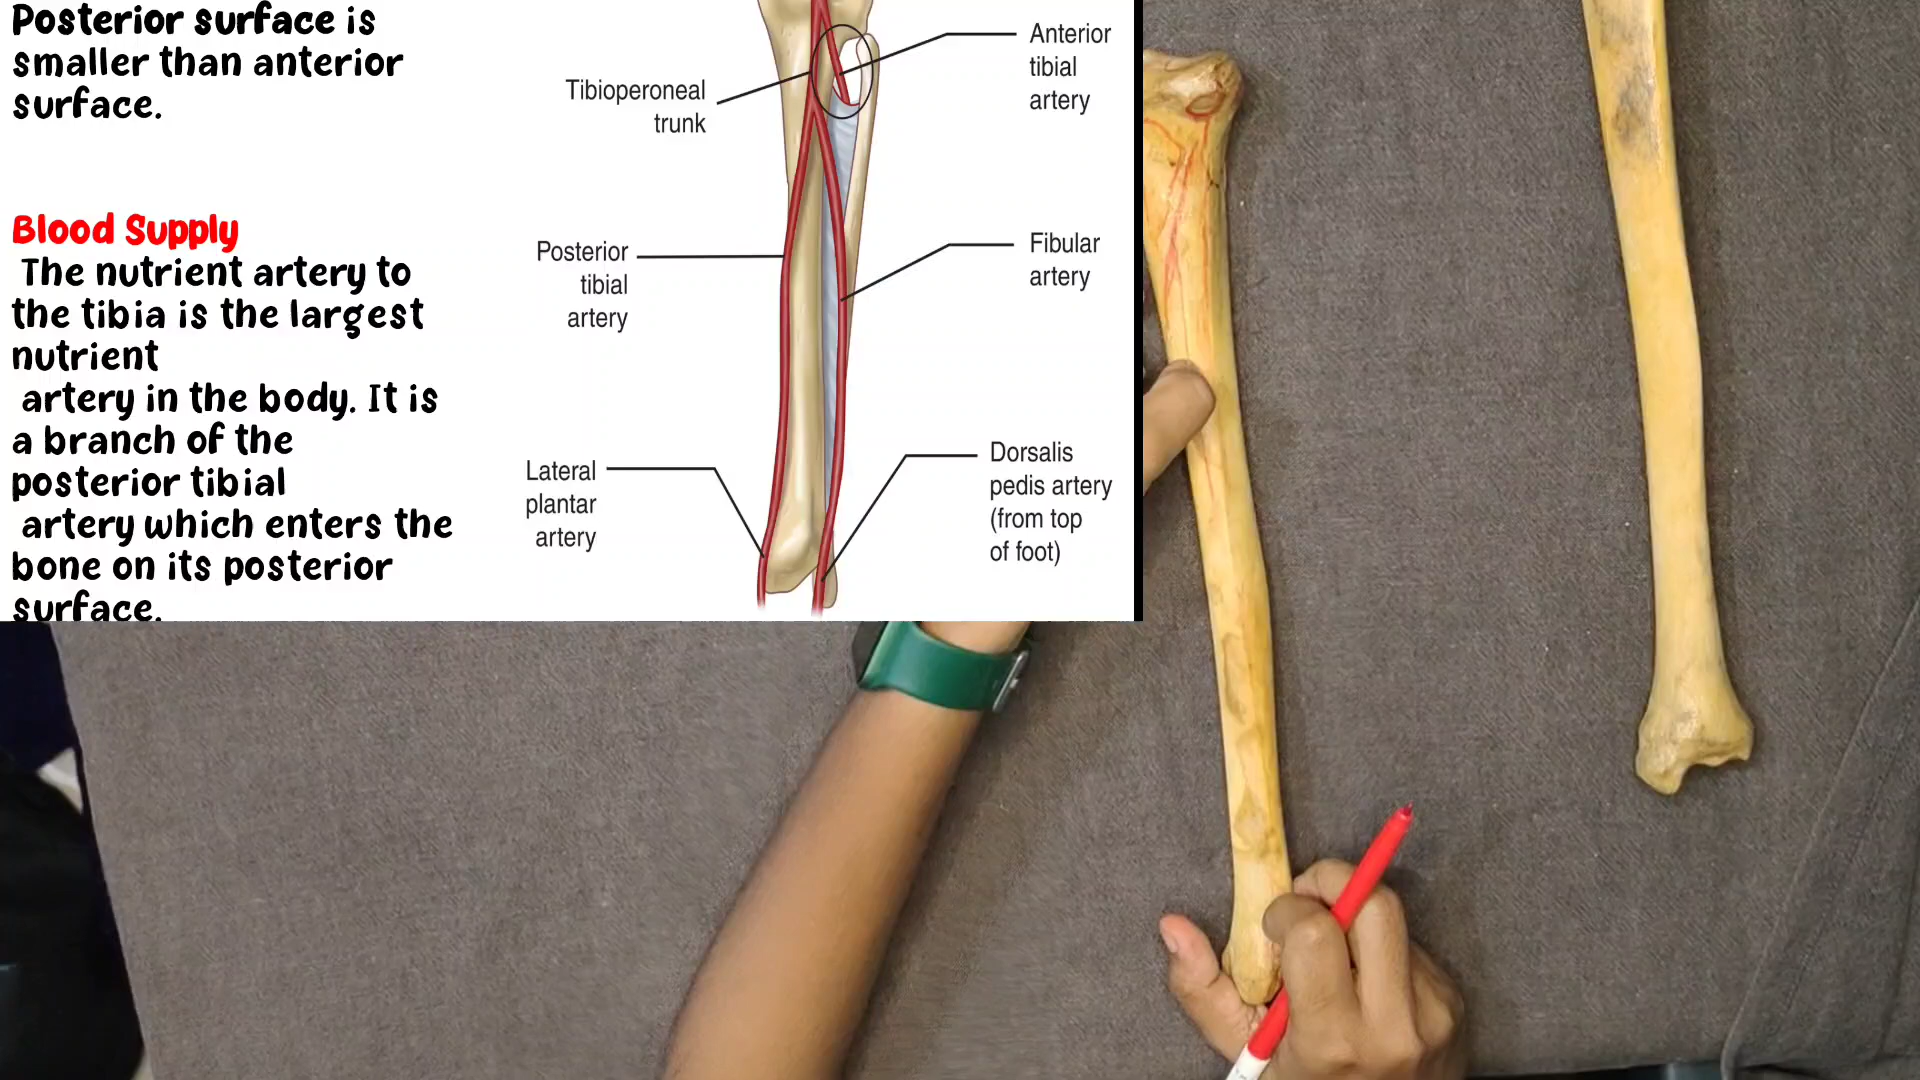 Posterior surface is
smaller than anterior
surface.
Blood Supply
The nutrient artery to
the tibia is the largest
nutrient
artery in the body. It is
a branch of the
posterior tibial
artery which enters the
bone on its posterior
surface.
Tibioperoneal
trunk
Anterior
tibial
artery
Posterior
tibial
artery
Fibular
artery
Lateral
plantar
artery
Dorsalis
pedis artery
(from top
of foot)